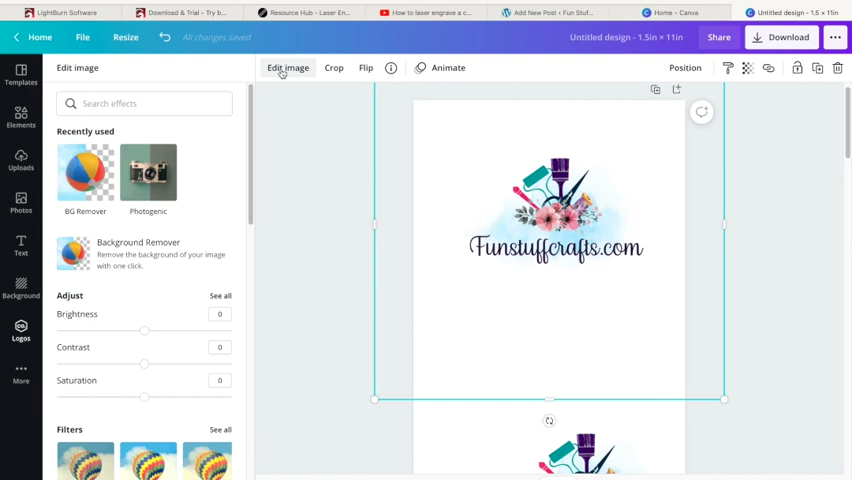 LightBurn Software
Download & Trial - Try b...
Resource Hub - Laser En...
How to laser engrave a c...
Add New Post ‹ Fun Stuf...
Home - Canva
Untitled design - 1.5in × 11in
Home
File
Resize
All changes saved
Untitled design - 1.5in x 11in
Share
Download
Templates
Elements
Uploads
Photos
Text
Background
Logos
More
Edit image
Search effects
Recently used
BG Remover
Photogenic
Background Remover
Remove the background of your image
with one click.
Adjust
See all
Brightness
0
Contrast
0
Saturation
0
Filters
See all
Edit image
Crop
Flip
Animate
Position
Funstuffcrafts.com